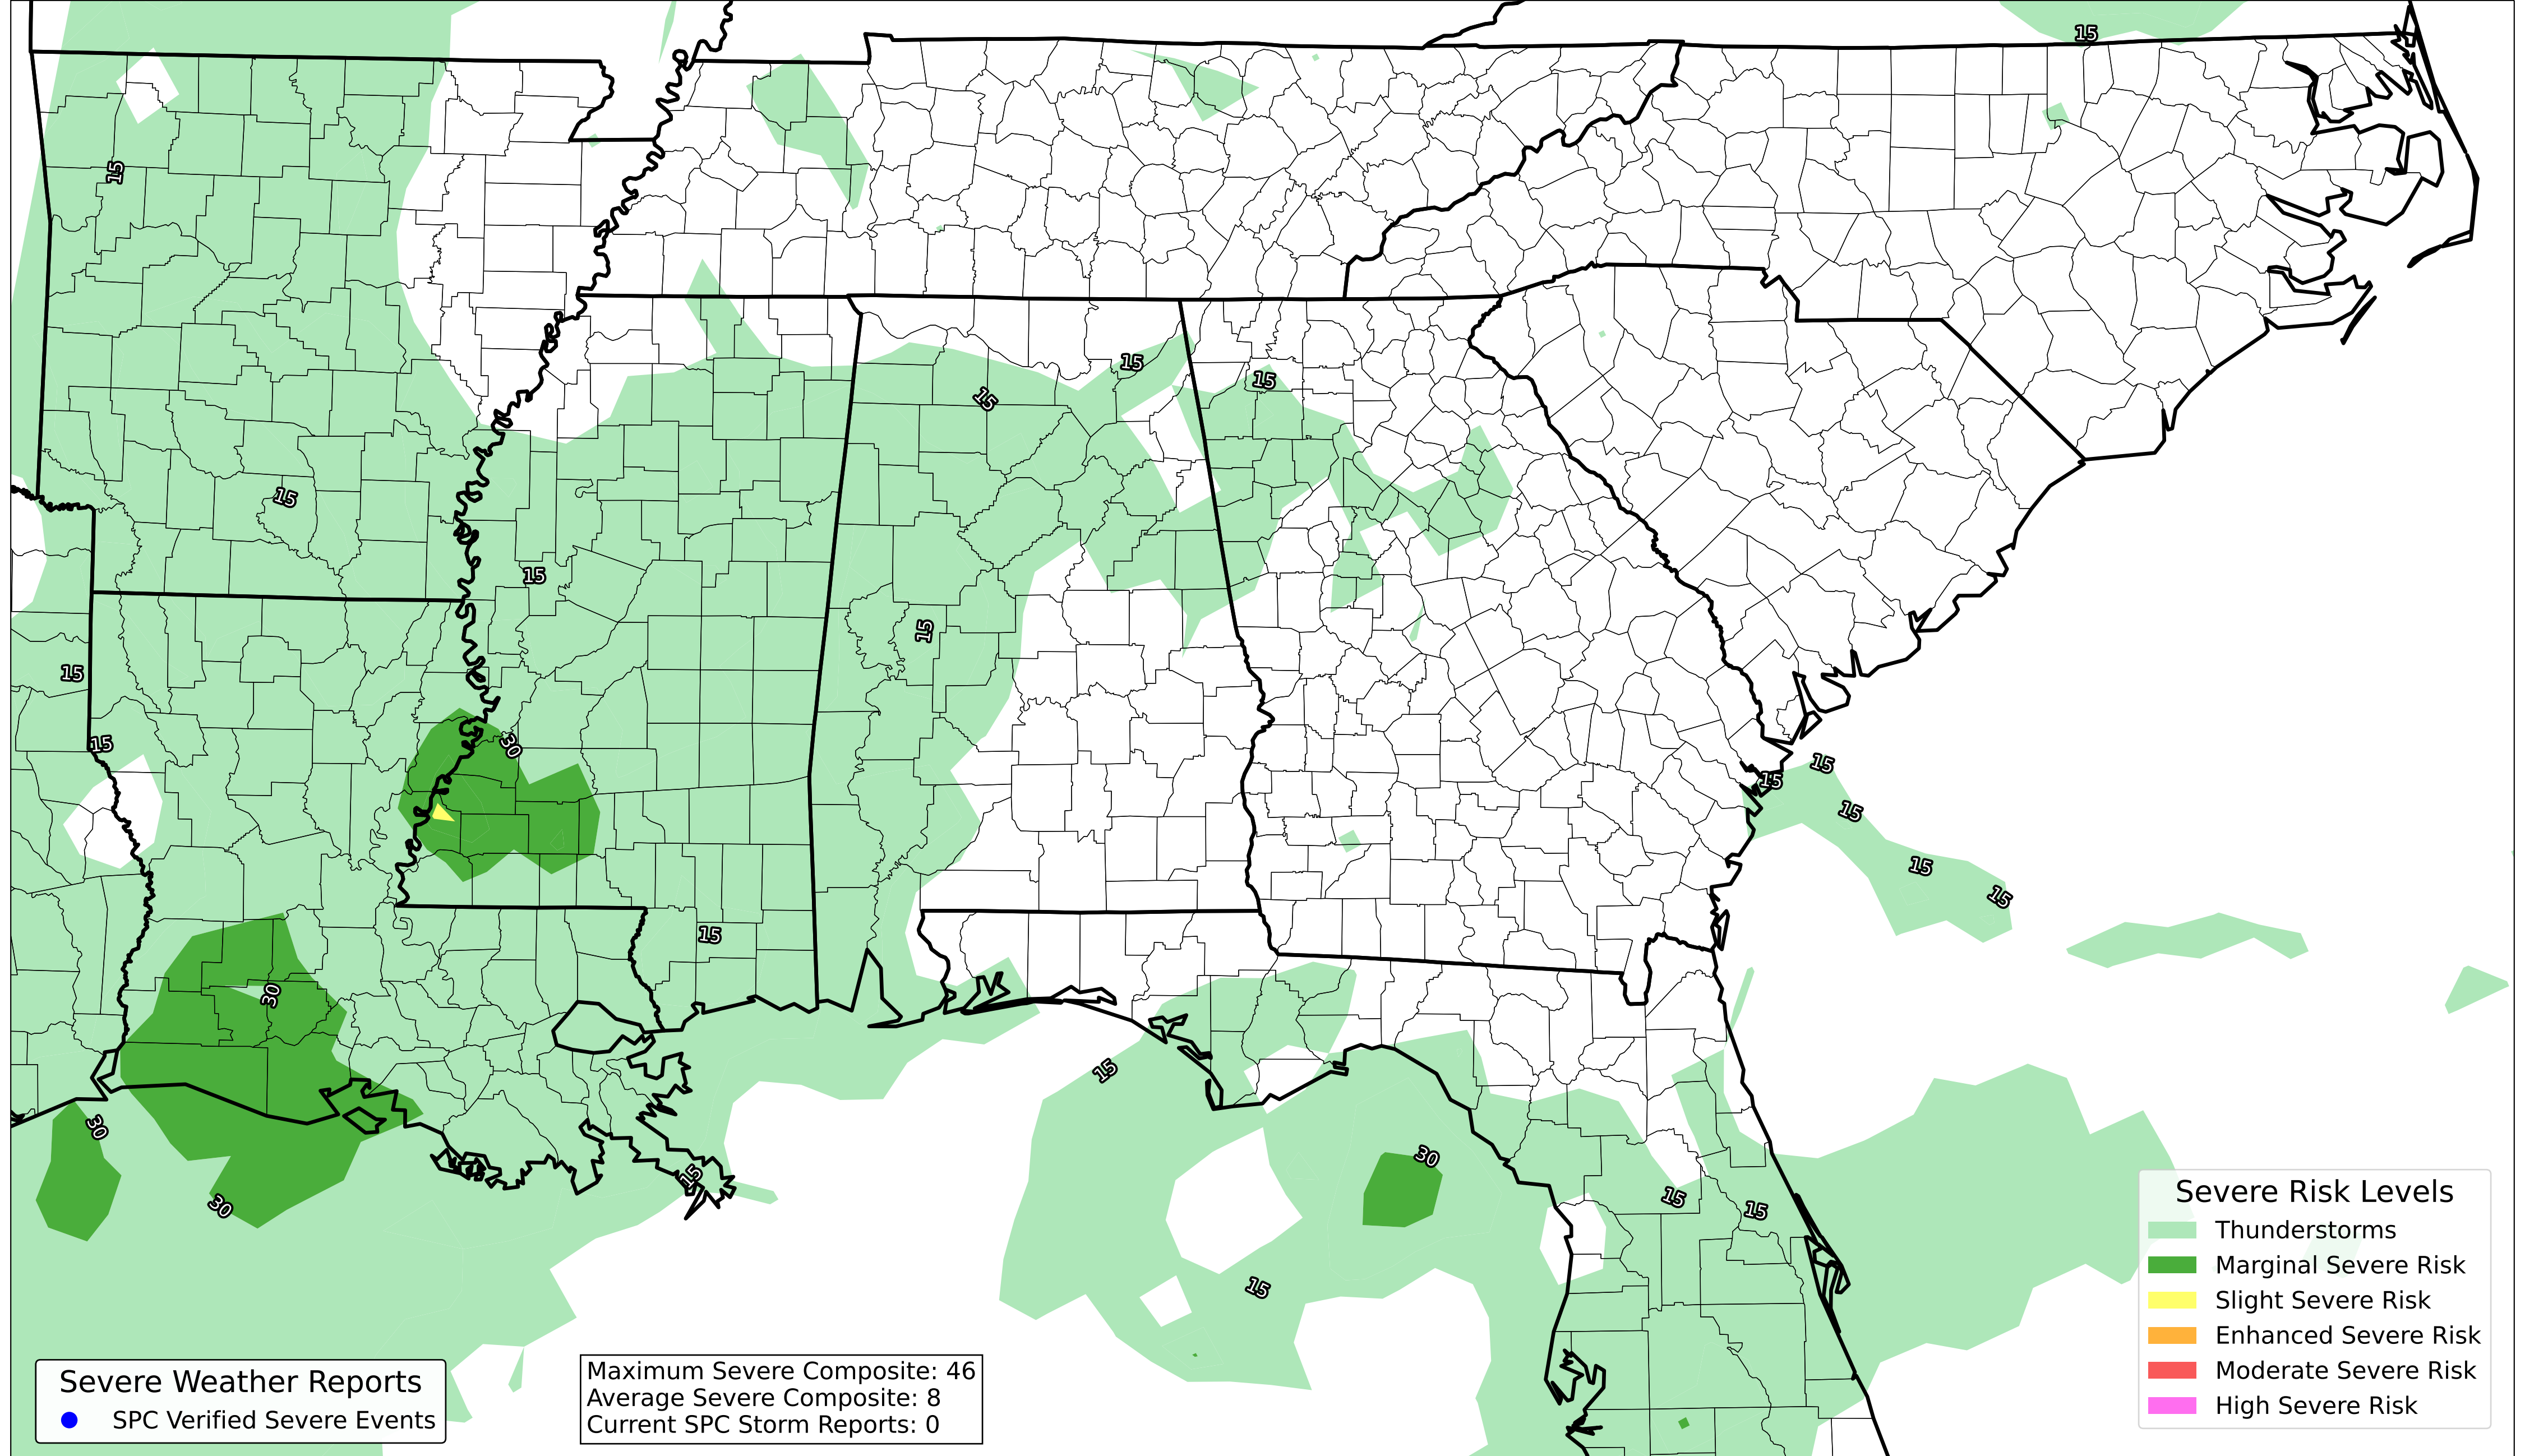 15
15
15
15
15
15
15
15
15
15
30
15
15
15
15
15
15
30
15
30
30
15
15
15
30
15
Severe Risk Levels
Thunderstorms
Marginal Severe Risk
Slight Severe Risk
Enhanced Severe Risk
Moderate Severe Risk
High Severe Risk
Severe Weather Reports
SPC Verified Severe Events
Maximum Severe Composite: 46
Average Severe Composite: 8
Current SPC Storm Reports: 0